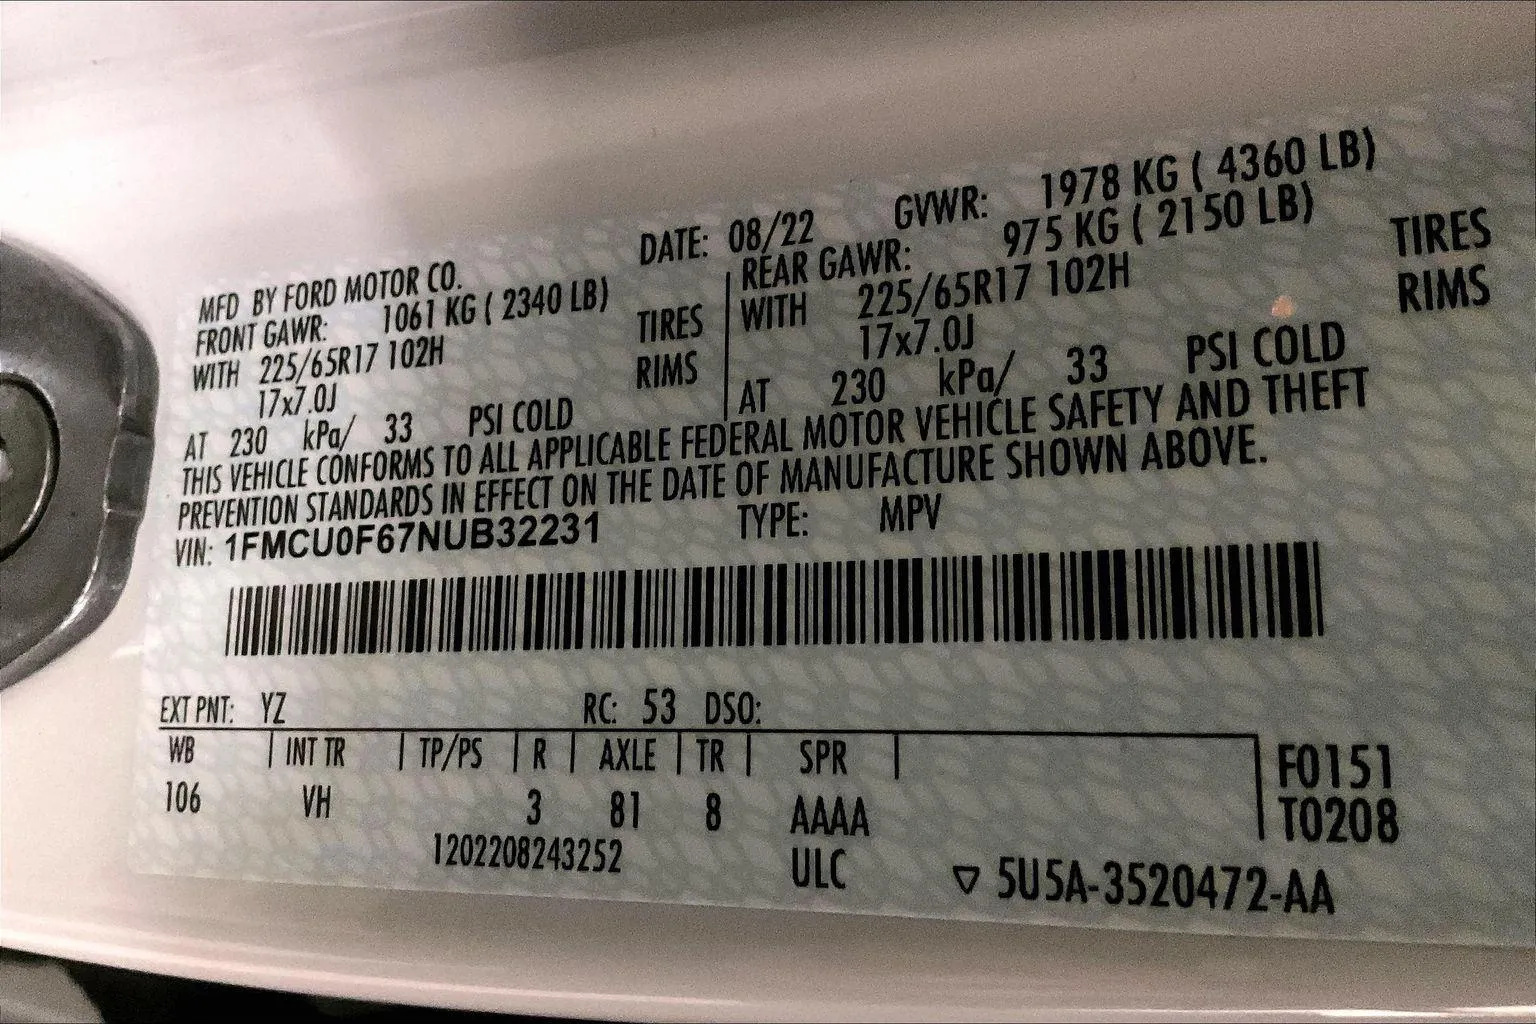 MFD BY FORD MOTOR CO. DATE: 08/22 GVWR: 1978 KG ( 4360 LB)
FRONT GAWR: 1061 KG ( 2340 LB) REAR GAWR: 975 KG ( 2150 LB)
WITH 225/65R17 102H TIRES WITH 225/65R17 102H TIRES
17x7.0J RIMS 17x7.0J RIMS
AT 230 kPa/ 33 PSI COLD AT 230 kPa/ 33 PSI COLD
THIS VEHICLE CONFORMS TO ALL APPLICABLE FEDERAL MOTOR VEHICLE SAFETY AND THEFT
PREVENTION STANDARDS IN EFFECT ON THE DATE OF MANUFACTURE SHOWN ABOVE.
VIN: 1FMCU0F67NUB32231 TYPE: MPV
EXT PNT: YZ RC: 53 DSO:
WB INT TR TP/PS R AXLE TR SPR F0151
106 VH 3 81 8 AAAA T0208
1202208243252 ULC ▽ 5U5A-3520472-AA